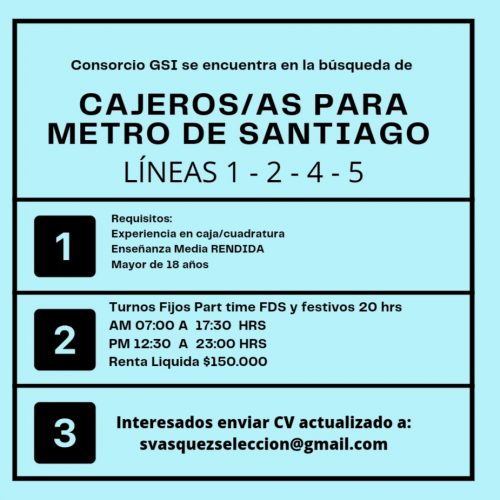 Consorcio GSI se encuentra en la búsqueda de
CAJEROS/AS PARA
METRO DE SANTIAGO
LÍNEAS 1 - 2 - 4 - 5
1
Requisitos:
Experiencia en caja/cuadratura
Enseñanza Media RENDIDA
Mayor de 18 años
2
Turnos Fijos Part time FDS y festivos 20 hrs
AM 07:00 A 17:30 HRS
PM 12:30 A 23:00 HRS
Renta Liquida $150.000
3
Interesados enviar CV actualizado a:
svasquezseleccion@gmail.com